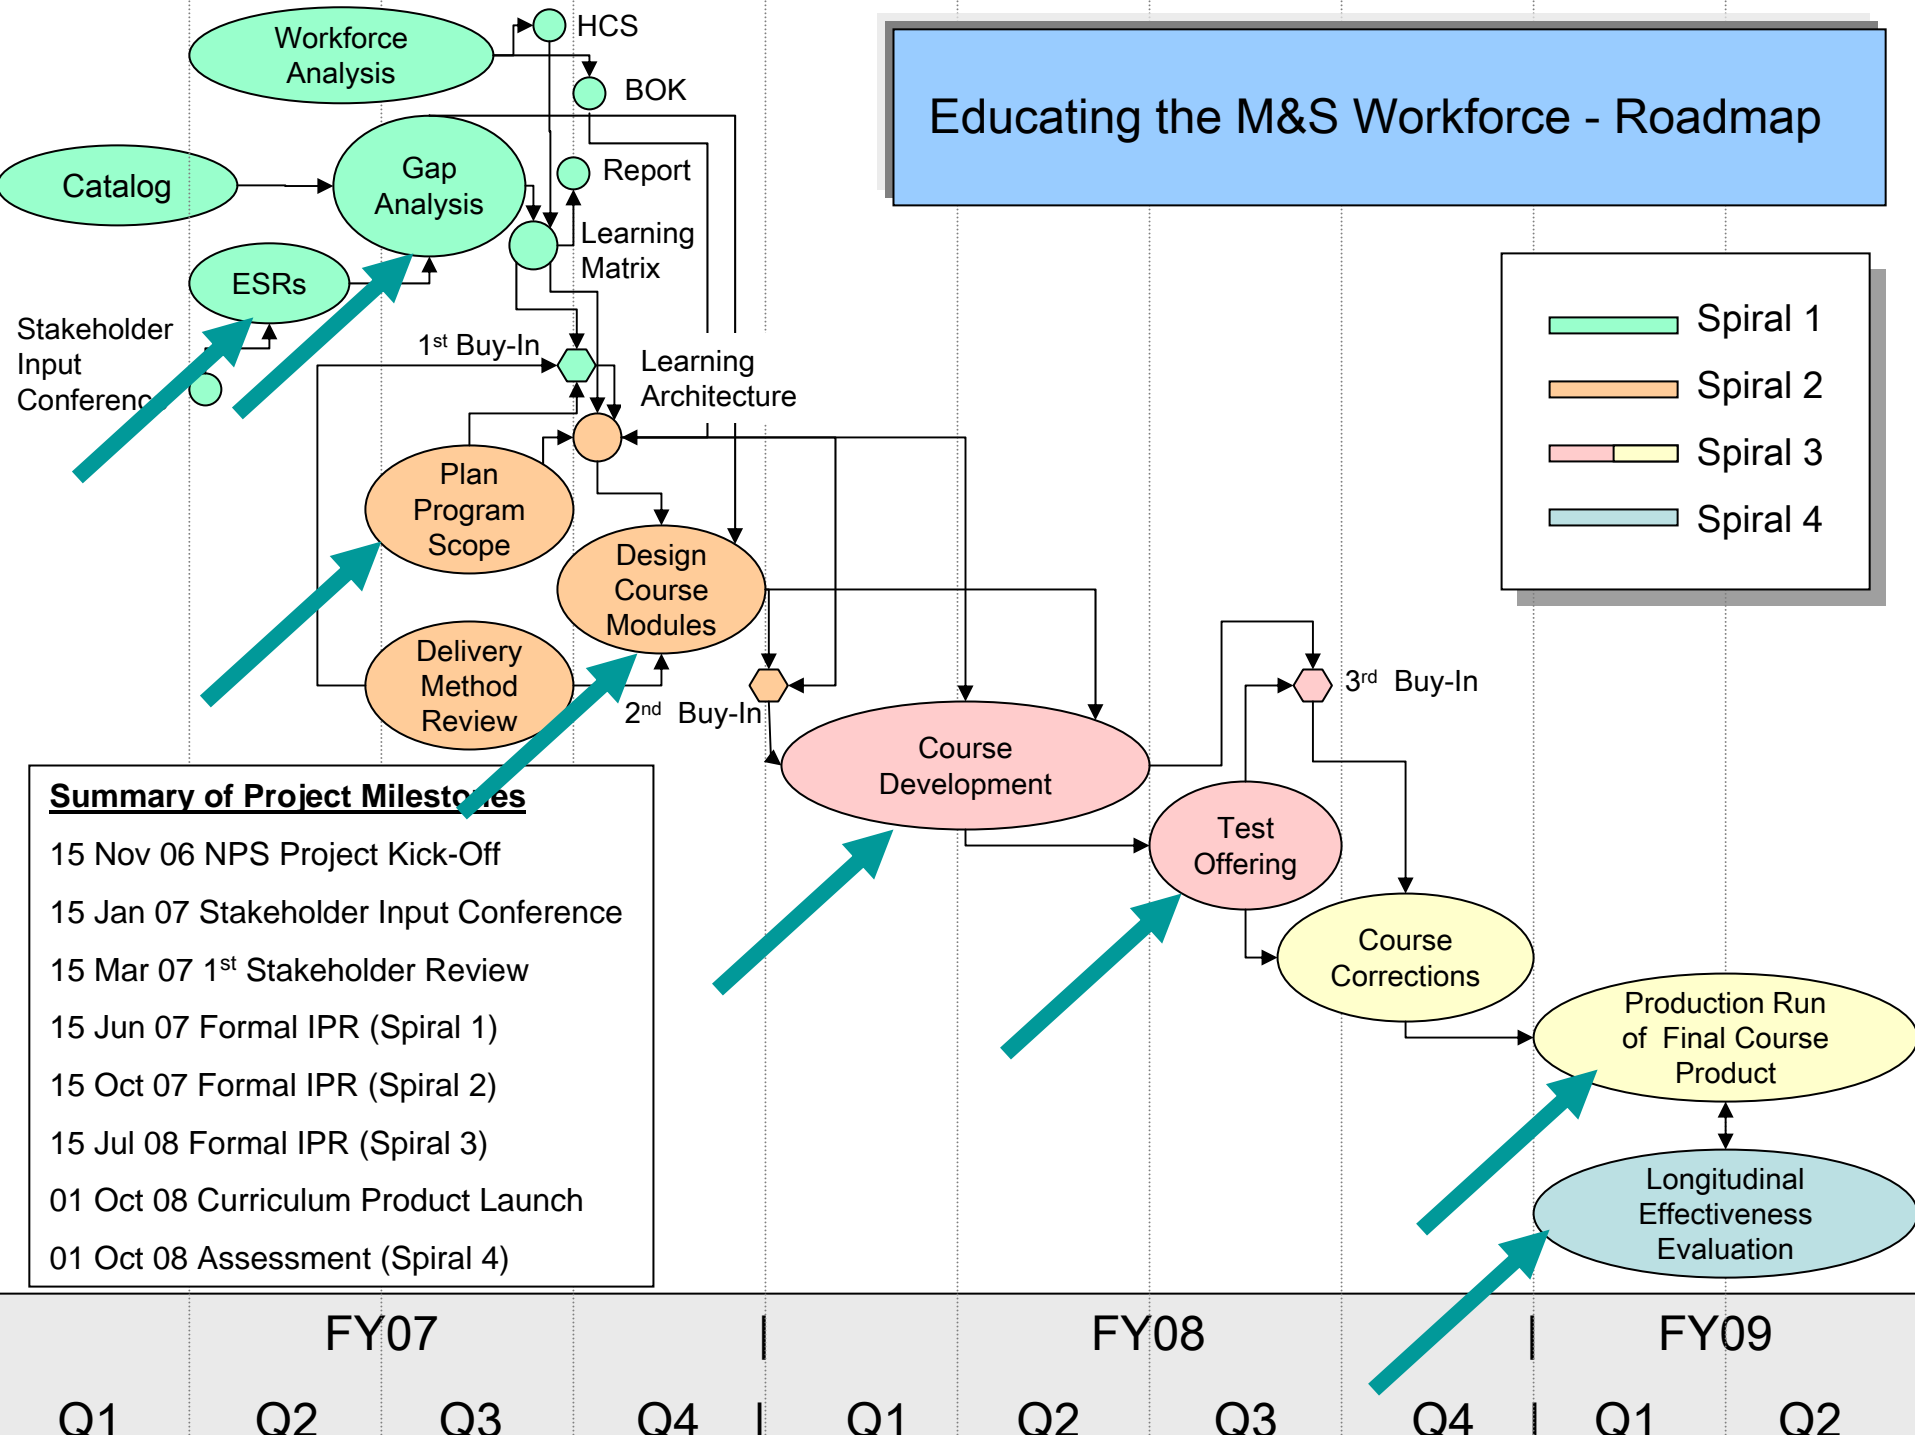 Educating the M&S Workforce - Roadmap
Workforce
Analysis
HCS
BOK
Catalog
Gap
Analysis
Report
Learning
Matrix
ESRs
Stakeholder
Input
Conference
1st Buy-In
Learning
Architecture
Spiral 1
Spiral 2
Spiral 3
Spiral 4
Plan
Program
Scope
Design
Course
Modules
Delivery
Method
Review
2nd Buy-In
3rd Buy-In
Course
Development
Test
Offering
Course
Corrections
Production Run
of Final Course
Product
Longitudinal
Effectiveness
Evaluation
Summary of Project Milestones
15 Nov 06 NPS Project Kick-Off
15 Jan 07 Stakeholder Input Conference
15 Mar 07 1st Stakeholder Review
15 Jun 07 Formal IPR (Spiral 1)
15 Oct 07 Formal IPR (Spiral 2)
15 Jul 08 Formal IPR (Spiral 3)
01 Oct 08 Curriculum Product Launch
01 Oct 08 Assessment (Spiral 4)
FY07 | FY08 | FY09
Q1 Q2 Q3 Q4 | Q1 Q2 Q3 Q4 | Q1 Q2